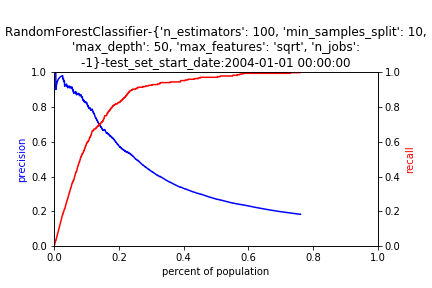 RandomForestClassifier-{'n_estimators': 100, 'min_samples_split': 10,
'max_depth': 50, 'max_features': 'sqrt', 'n_jobs':
-1}-test_set_start_date:2004-01-01 00:00:00
1.0 1.0
0.8 0.8
0.6 0.6
precision recall
0.4 0.4
0.2 0.2
0.0 0.0
0.0 0.2 0.4 0.6 0.8 1.0
percent of population